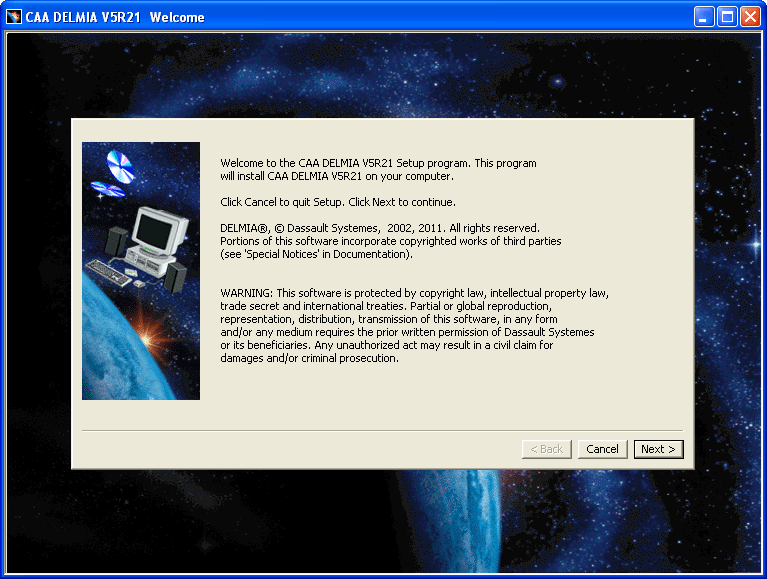 CAA DELMIA V5R21 Welcome
Welcome to the CAA DELMIA V5R21 Setup program. This program
will install CAA DELMIA V5R21 on your computer.
Click Cancel to quit Setup. Click Next to continue.
DELMIA®, © Dassault Systemes, 2002, 2011. All rights reserved.
Portions of this software incorporate copyrighted works of third parties
(see 'Special Notices' in Documentation).
WARNING: This software is protected by copyright law, intellectual property law,
trade secret and international treaties. Partial or global reproduction,
representation, distribution, transmission of this software, in any form
and/or any medium requires the prior written permission of Dassault Systemes
or its beneficiaries. Any unauthorized act may result in a civil claim for
damages and/or criminal prosecution.
< Back Cancel Next >